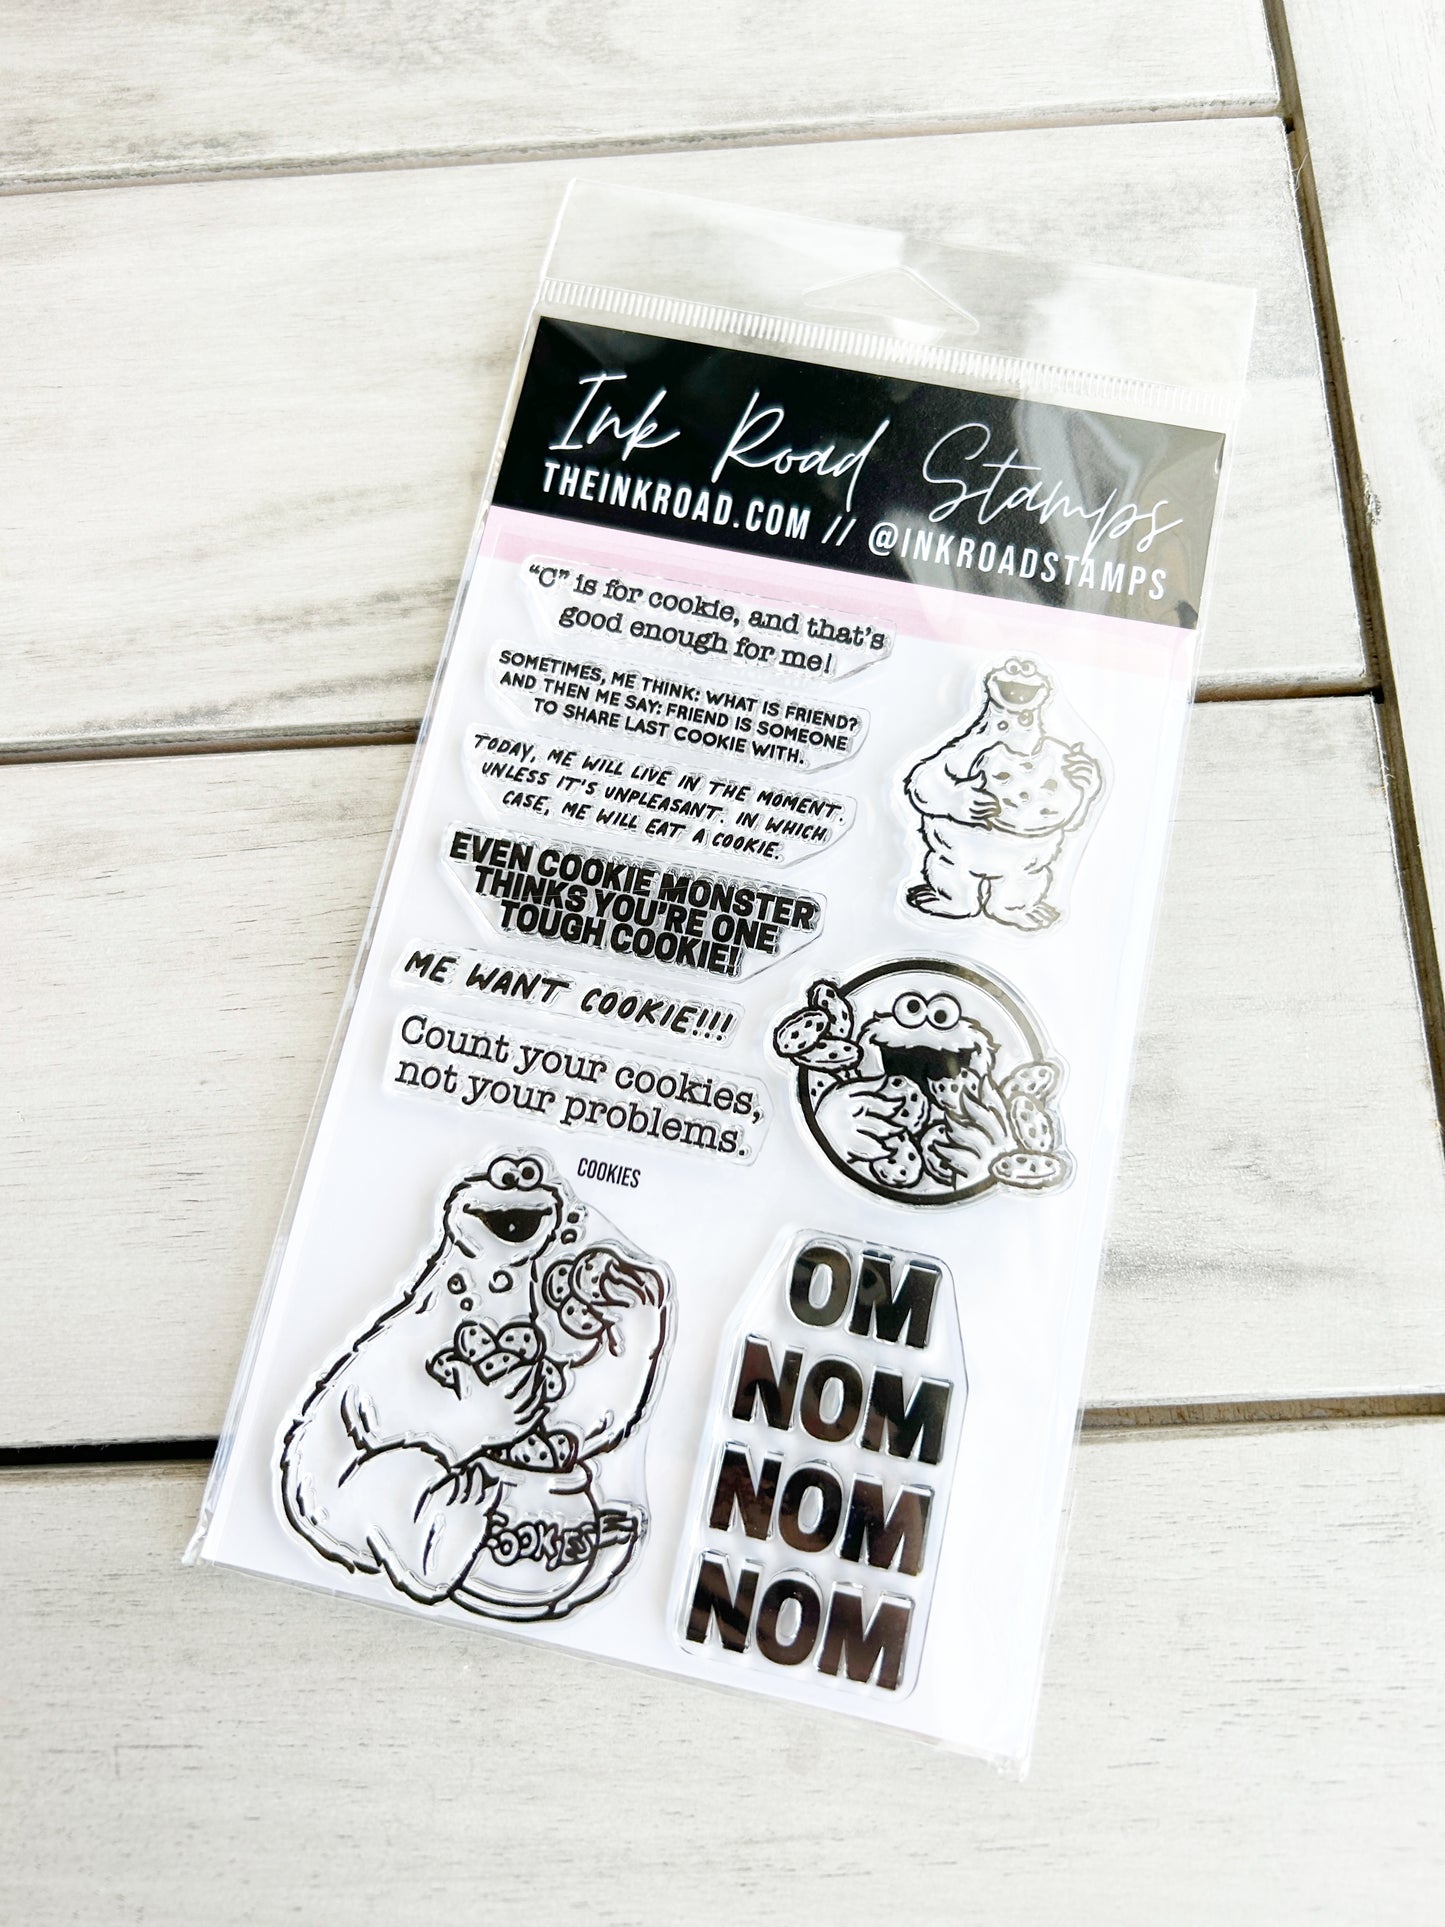 Ink Road Stamps
THEINKROAD.COM // @INKROADSTAMPS
“C” is for cookie, and that’s
good enough for me!
SOMETIMES, ME THINK: WHAT IS FRIEND?
AND THEN ME SAY: FRIEND IS SOMEONE
TO SHARE LAST COOKIE WITH.
TODAY, ME WILL LIVE IN THE MOMENT.
UNLESS IT'S UNPLEASANT. IN WHICH
CASE, ME WILL EAT A COOKIE.
EVEN COOKIE MONSTER
THINKS YOU'RE ONE
TOUGH COOKIE!
ME WANT COOKIE!!!
Count your cookies,
not your problems.
COOKIES
COOKIES
OM
NOM
NOM
NOM